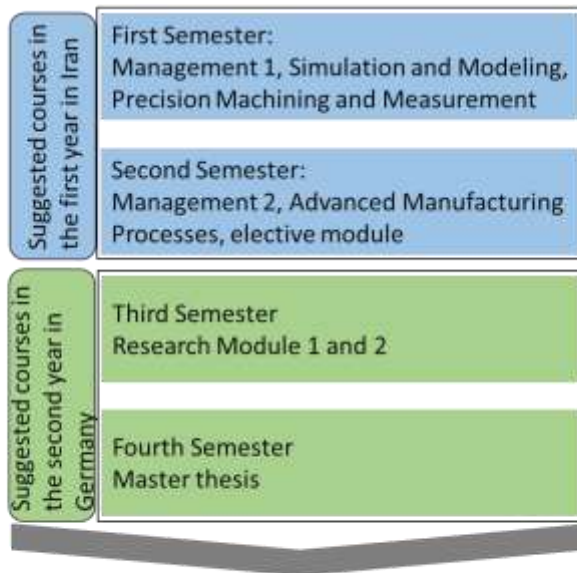 Suggested courses in
the first year in Iran
First Semester:
Management 1, Simulation and Modeling,
Precision Machining and Measurement
Second Semester:
Management 2, Advanced Manufacturing
Processes, elective module
Suggested courses in
the second year in
Germany
Third Semester
Research Module 1 and 2
Fourth Semester
Master thesis